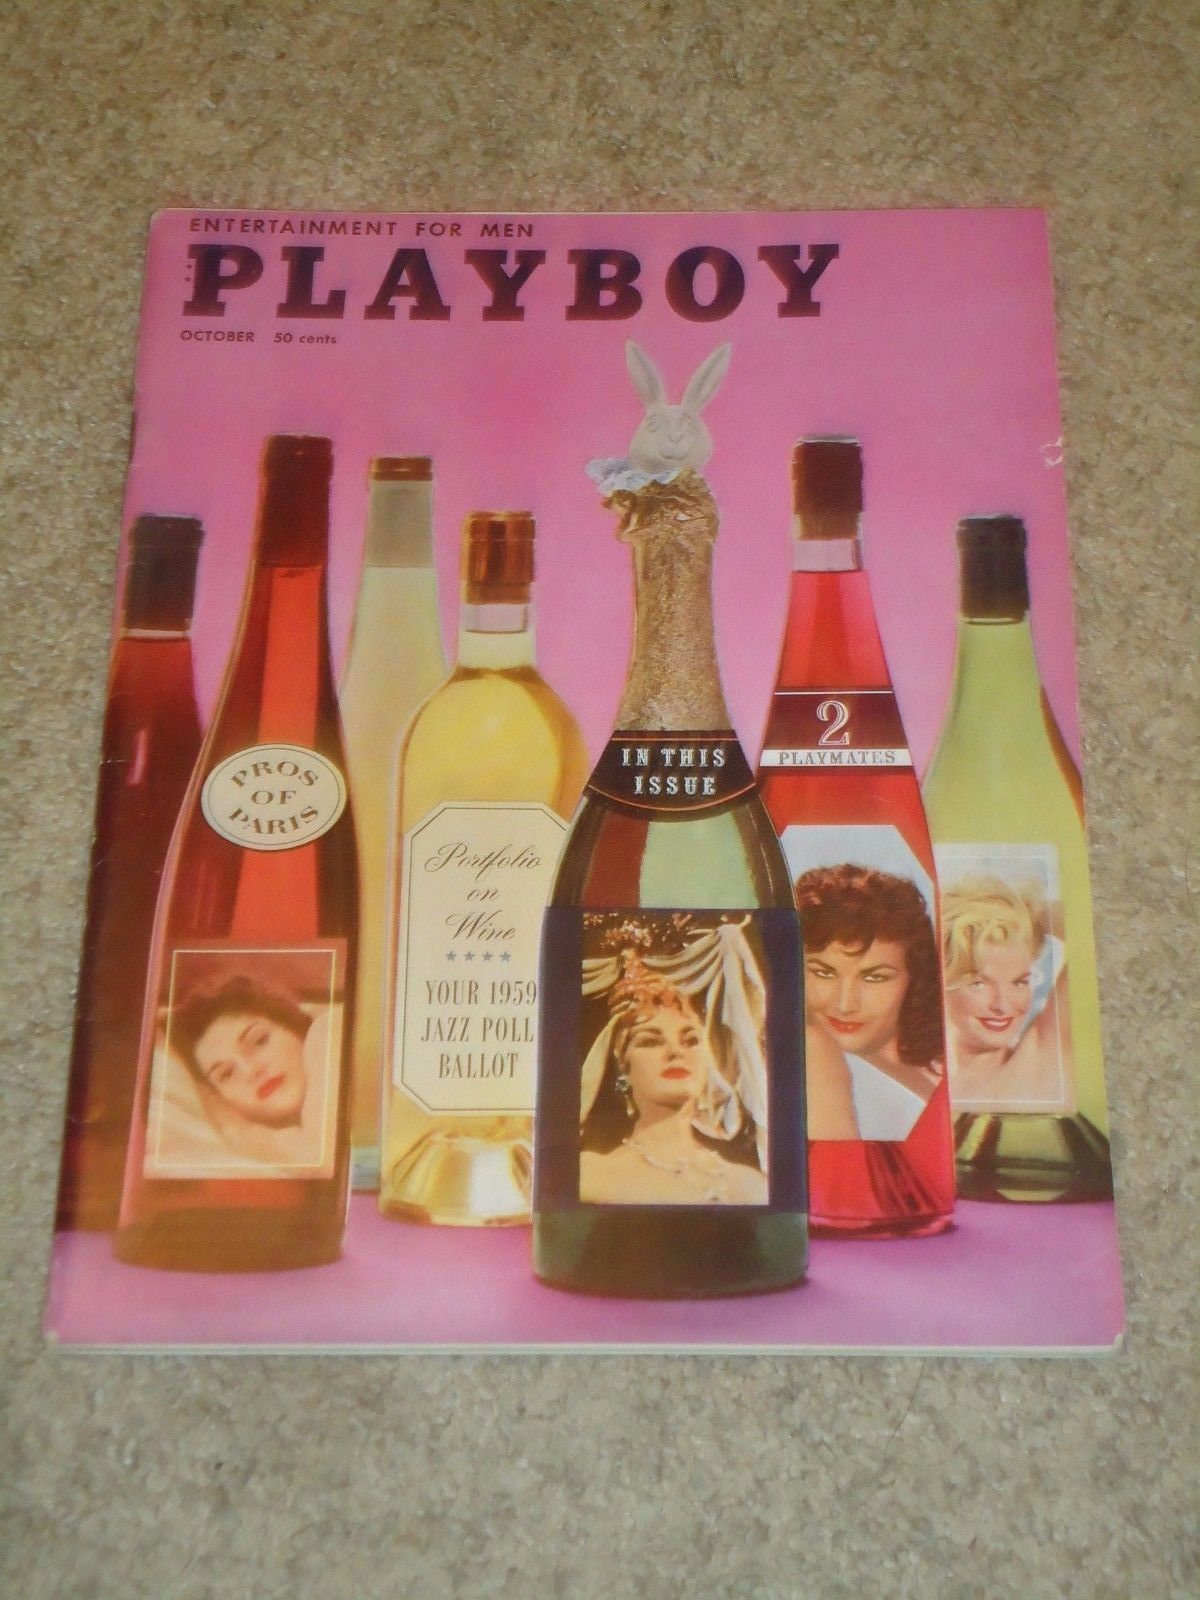 ENTERTAINMENT FOR MEN
PLAYBOY
OCTOBER 50 cents
PROS
OF
PARIS
Portfolio
on
Wine
★★★★
YOUR 1959
JAZZ POLL
BALLOT
IN THIS
ISSUE
2
PLAYMATES